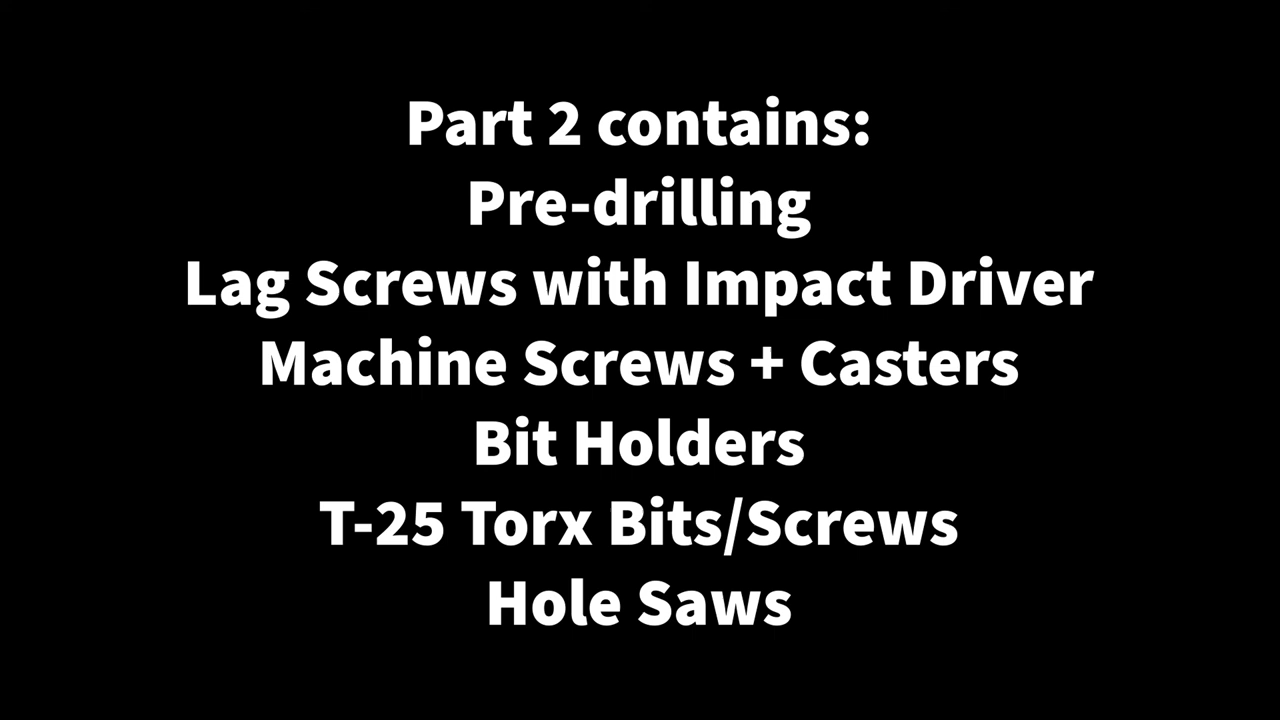 Part 2 contains:
Pre-drilling
Lag Screws with Impact Driver
Machine Screws + Casters
Bit Holders
T-25 Torx Bits/Screws
Hole Saws